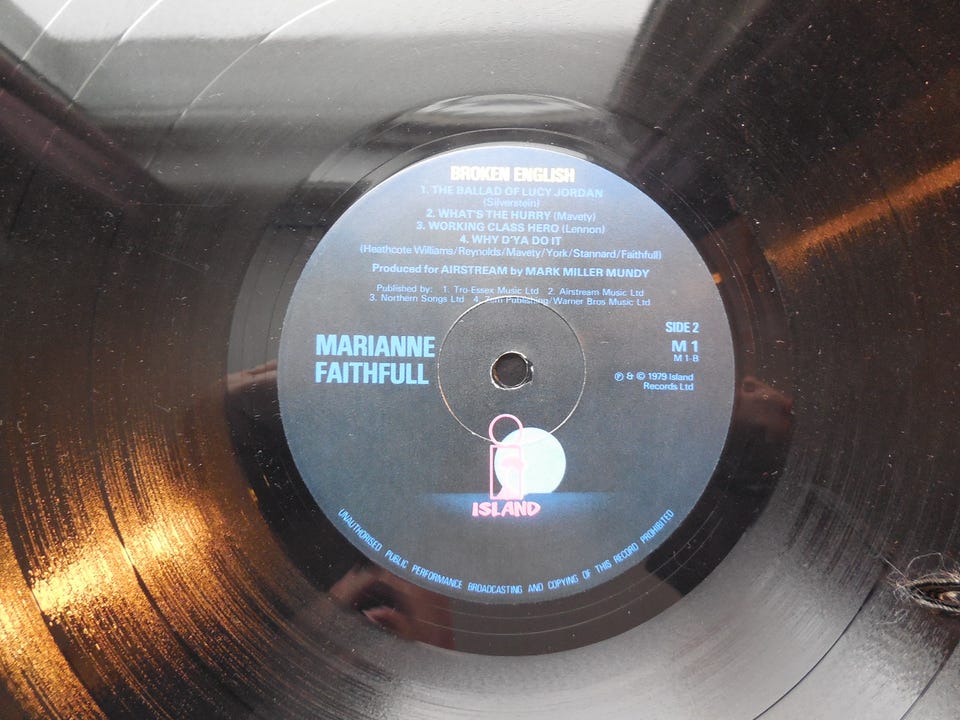 BROKEN ENGLISH
1. THE BALLAD OF LUCY JORDAN
(Silverstein)
2. WHAT'S THE HURRY (Mavety)
3. WORKING CLASS HERO (Lennon)
4. WHY D'YA DO IT
(Heathcote Williams/Reynolds/Mavety/York/Stannard/Faithfull)
Produced for AIRSTREAM by MARK MILLER MUNDY
Published by: 1. Tro-Essex Music Ltd 2. Airstream Music Ltd
3. Northern Songs Ltd 4. Publishing/Warner Bros Music Ltd
MARIANNE
FAITHFULL
SIDE 2
M 1
M 1-B
℗ & © 1979 Island
Records Ltd
ISLAND
UNAUTHORISED PUBLIC PERFORMANCE BROADCASTING AND COPYING OF THIS RECORD PROHIBITED